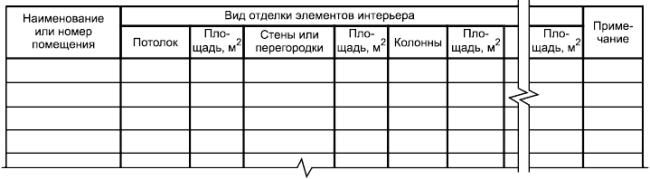 Наименование
или номер
помещения
Вид отделки элементов интерьера
Потолок
Пло-
щадь, м²
Стены или
перегородки
Пло-
щадь, м²
Колонны
Пло-
щадь, м²
Пло-
щадь, м²
Приме-
чание